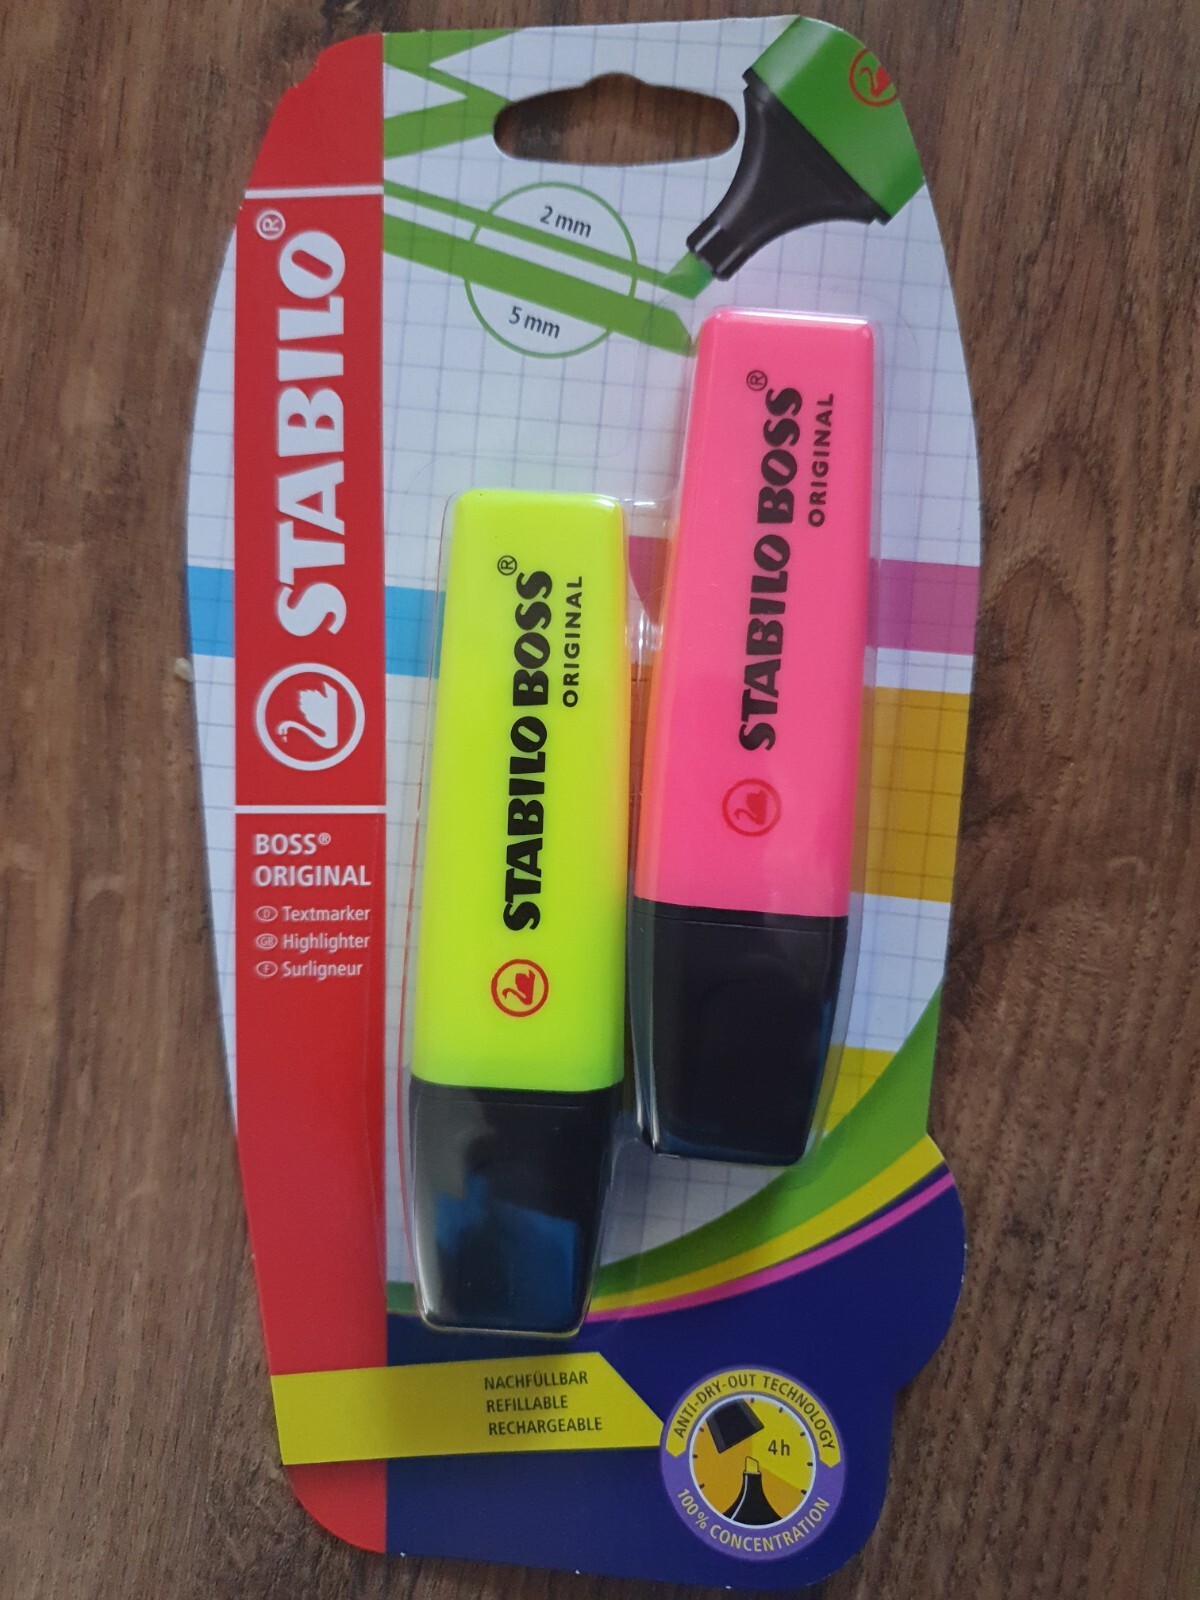 2 mm
5 mm
STABILO®
BOSS®
ORIGINAL
D Textmarker
GB Highlighter
F Surligneur
STABILO BOSS®
ORIGINAL
STABILO BOSS®
ORIGINAL
NACHFÜLLBAR
REFILLABLE
RECHARGEABLE
ANTI-DRY-OUT TECHNOLOGY
4h
100% CONCENTRATION